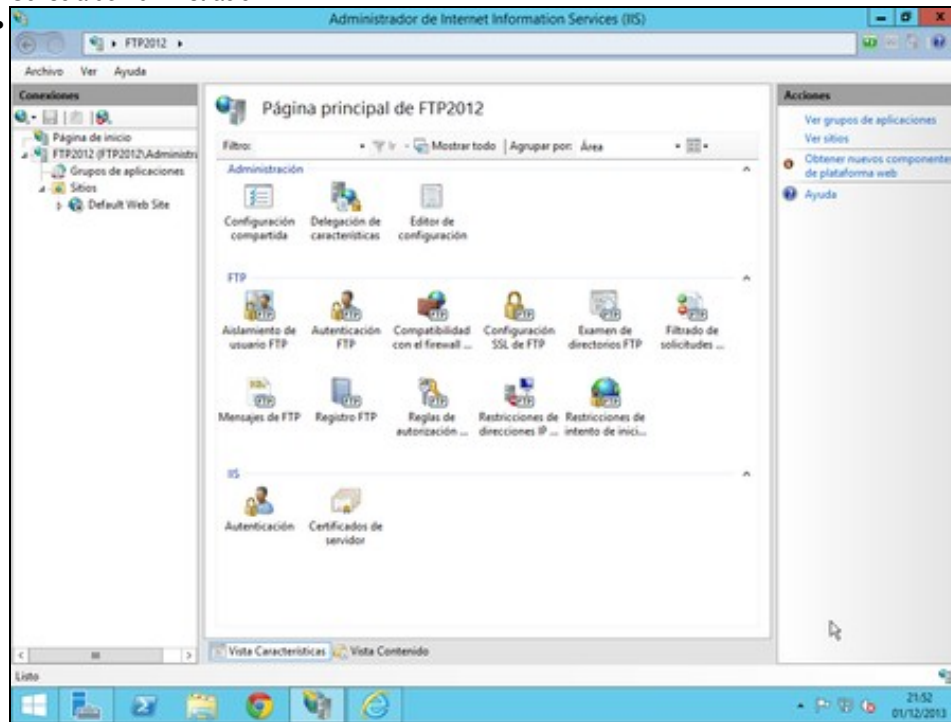 Administrador de Internet Information Services (IIS)
FTP2012
Archivo Ver Ayuda
Conexiones
Página de inicio
FTP2012 (FTP2012\Administra
Grupos de aplicaciones
Sitios
Default Web Site
Página principal de FTP2012
Filtro: Mostrar todo Agrupar por: Área
Administración
Configuración compartida
Delegación de características
Editor de configuración
FTP
Aislamiento de usuario FTP
Autenticación FTP
Compatibilidad con el firewall ...
Configuración SSL de FTP
Examen de directorios FTP
Filtrado de solicitudes ...
Mensajes de FTP
Registro FTP
Reglas de autorización ...
Restricciones de direcciones IP ...
Restricciones de intento de inici...
IIS
Autenticación
Certificados de servidor
Vista Características Vista Contenido
Acciones
Ver grupos de aplicaciones
Ver sitios
Obtener nuevos componente
de plataforma web
Ayuda
Listo
21:52
01/12/2013